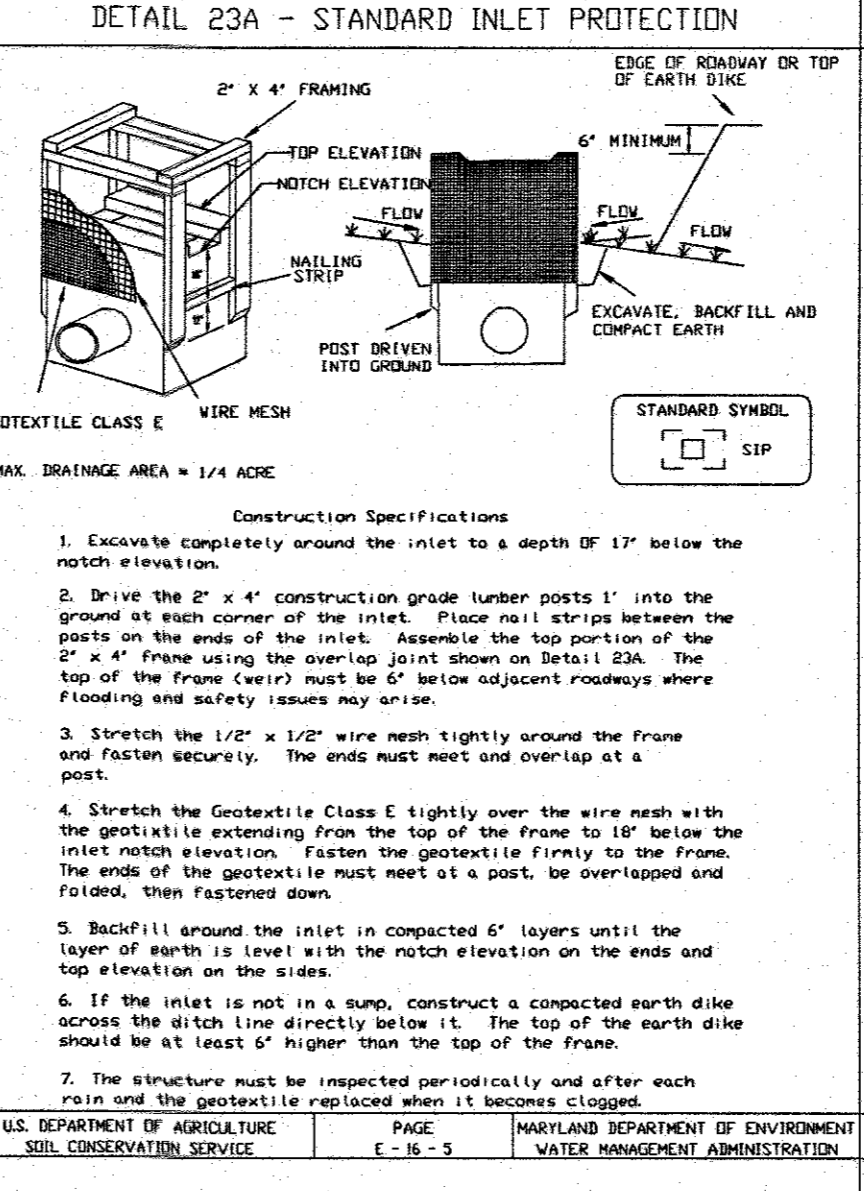 DETAIL 23A - STANDARD INLET PROTECTION
EDGE OF ROADWAY OR TOP
OF EARTH DIKE
2" X 4" FRAMING
6" MINIMUM
TOP ELEVATION
NOTCH ELEVATION
FLOW
FLOW
FLOW
NAILING
STRIP
EXCAVATE, BACKFILL AND
COMPACT EARTH
POST DRIVEN
INTO GROUND
OTEXTILE CLASS E
WIRE MESH
STANDARD SYMBOL
SIP
MAX. DRAINAGE AREA = 1/4 ACRE
Construction Specifications
1. Excavate completely around the inlet to a depth OF 17" below the
notch elevation.
2. Drive the 2" x 4" construction grade lumber posts 1' into the
ground at each corner of the inlet. Place nail strips between the
posts on the ends of the inlet. Assemble the top portion of the
2" x 4" frame using the overlap joint shown on Detail 23A. The
top of the frame (weir) must be 6" below adjacent roadways where
flooding and safety issues may arise.
3. Stretch the 1/2" x 1/2" wire mesh tightly around the frame
and fasten securely. The ends must meet and overlap at a
post.
4. Stretch the Geotextile Class E tightly over the wire mesh with
the geotixtile extending from the top of the frame to 18" below the
inlet notch elevation. Fasten the geotextile firmly to the frame.
The ends of the geotextile must meet at a post, be overlapped and
folded, then fastened down.
5. Backfill around the inlet in compacted 6" layers until the
layer of earth is level with the notch elevation on the ends and
top elevation on the sides.
6. If the inlet is not in a sump, construct a compacted earth dike
across the ditch line directly below it. The top of the earth dike
should be at least 6" higher than the top of the frame.
7. The structure must be inspected periodically and after each
rain and the geotextile replaced when it becomes clogged.
U.S. DEPARTMENT OF AGRICULTURE
SOIL CONSERVATION SERVICE
PAGE
E - 16 - 5
MARYLAND DEPARTMENT OF ENVIRONMENT
WATER MANAGEMENT ADMINISTRATION